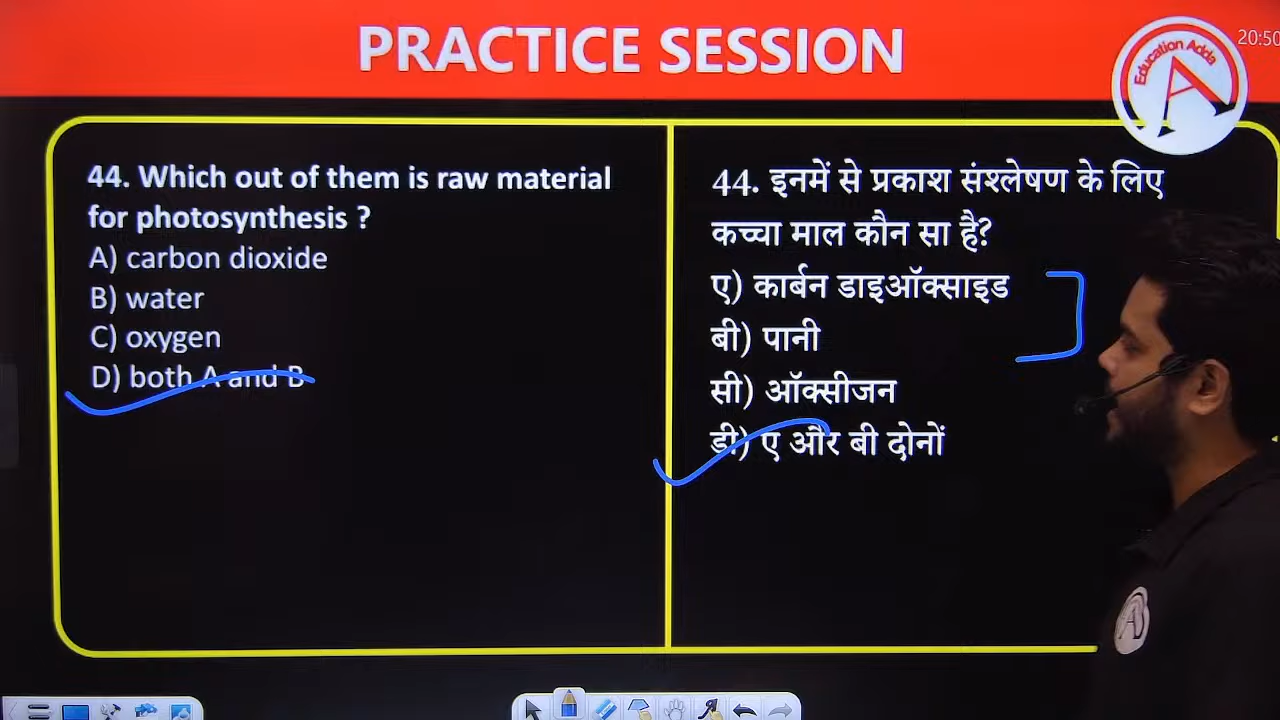 PRACTICE SESSION
20:50
Education Adda
A
44. Which out of them is raw material
for photosynthesis ?
A) carbon dioxide
B) water
C) oxygen
D) both A and B
44. इनमें से प्रकाश संश्लेषण के लिए
कच्चा माल कौन सा है?
ए) कार्बन डाइऑक्साइड
बी) पानी
सी) ऑक्सीजन
डी) ए और बी दोनों
A